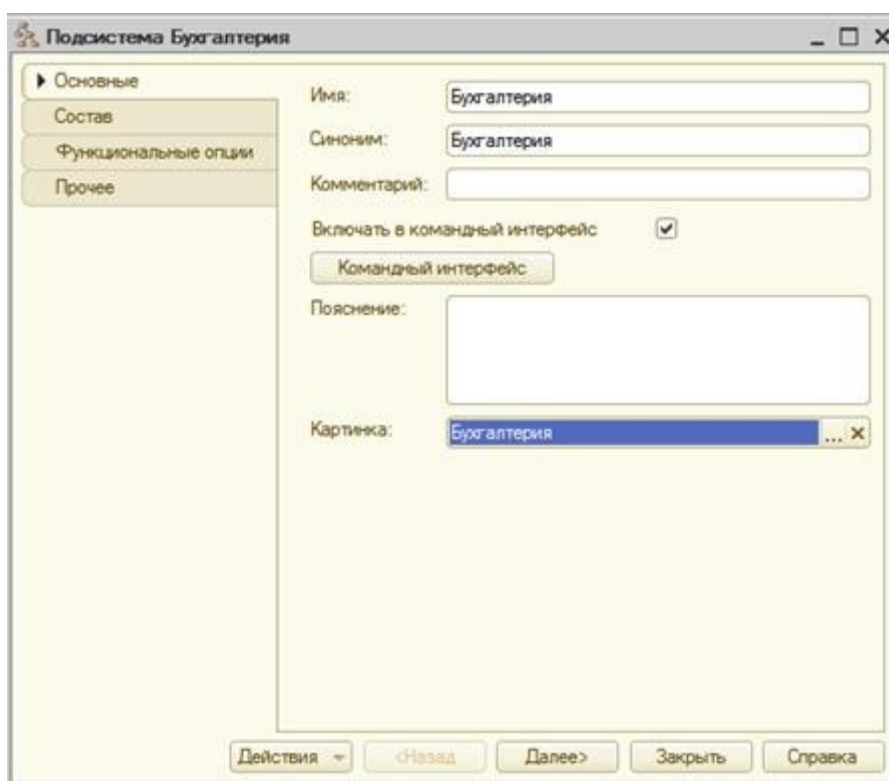 Подсистема Бухгалтерия
Основные
Состав
Функциональные опции
Прочее
Имя: Бухгалтерия
Синоним: Бухгалтерия
Комментарий:
Включать в командный интерфейс
Командный интерфейс
Пояснение:
Картинка: Бухгалтерия ...
Действия <Назад Далее> Закрыть Справка